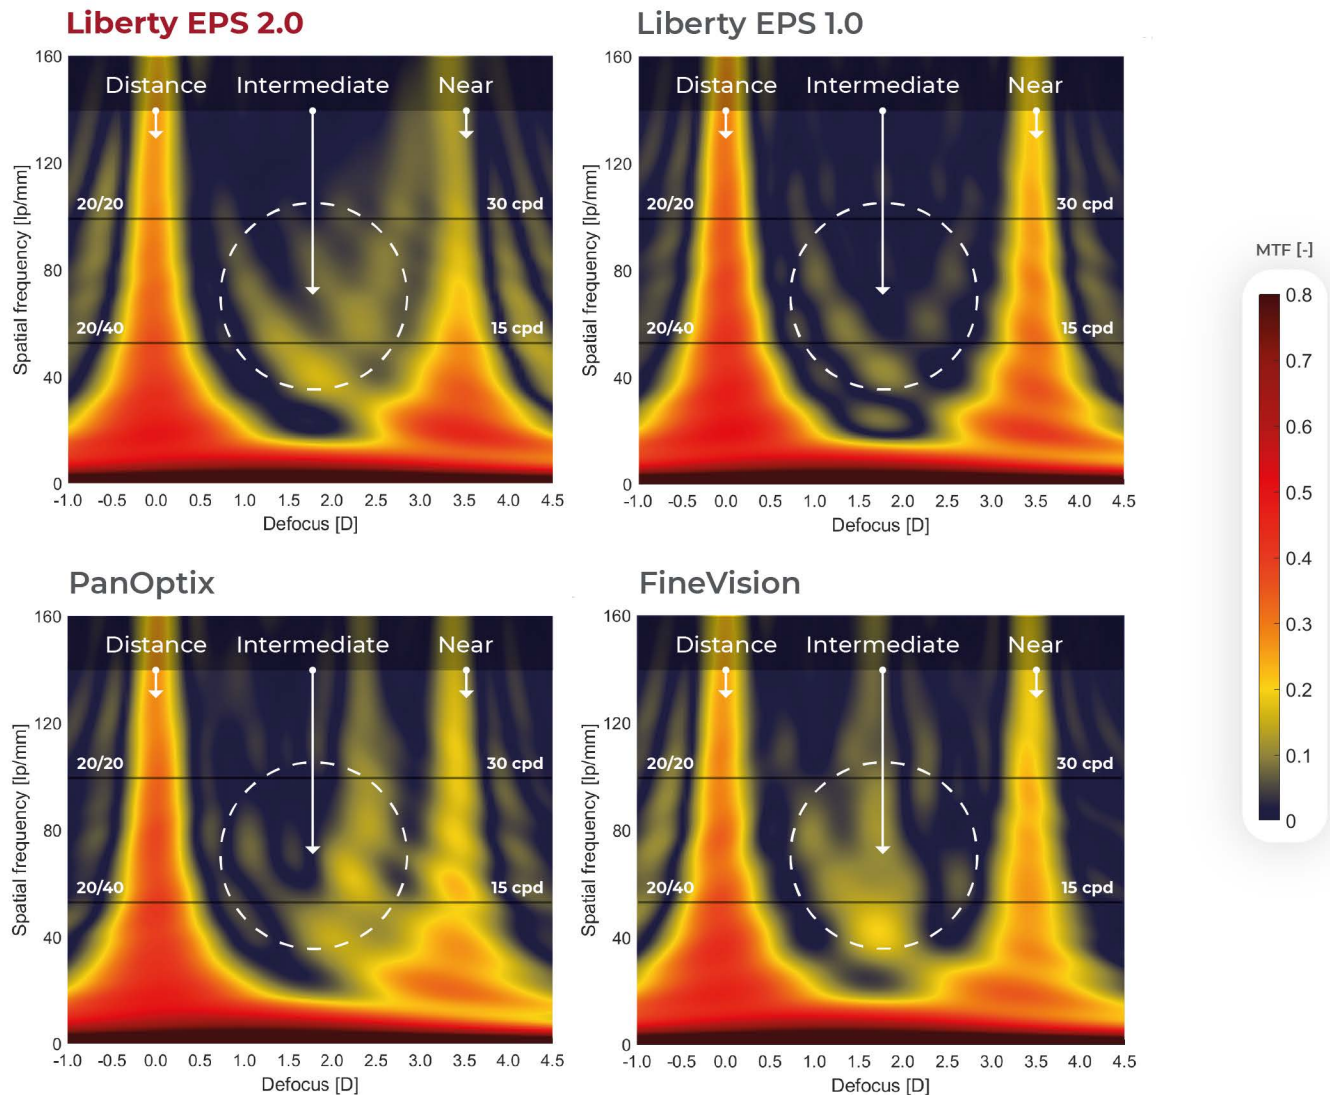 Liberty EPS 2.0
160
120
80
40
0
Spatial frequency [lp/mm]
Distance Intermediate Near
20/20 30 cpd
20/40 15 cpd
-1.0 -0.5 0.0 0.5 1.0 1.5 2.0 2.5 3.0 3.5 4.0 4.5
Defocus [D]
Liberty EPS 1.0
160
120
80
40
0
Spatial frequency [lp/mm]
Distance Intermediate Near
20/20 30 cpd
20/40 15 cpd
-1.0 -0.5 0.0 0.5 1.0 1.5 2.0 2.5 3.0 3.5 4.0 4.5
Defocus [D]
MTF [-]
0.8
0.7
0.6
0.5
0.4
0.3
0.2
0.1
0
PanOptix
160
120
80
40
0
Spatial frequency [lp/mm]
Distance Intermediate Near
20/20 30 cpd
20/40 15 cpd
-1.0 -0.5 0.0 0.5 1.0 1.5 2.0 2.5 3.0 3.5 4.0 4.5
Defocus [D]
FineVision
160
120
80
40
0
Spatial frequency [lp/mm]
Distance Intermediate Near
20/20 30 cpd
20/40 15 cpd
-1.0 -0.5 0.0 0.5 1.0 1.5 2.0 2.5 3.0 3.5 4.0 4.5
Defocus [D]